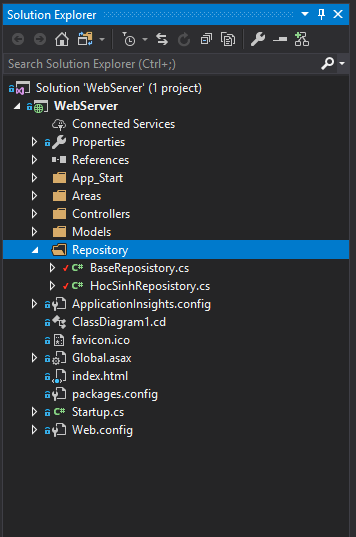 Solution Explorer
Search Solution Explorer (Ctrl+;)
Solution 'WebServer' (1 project)
WebServer
Connected Services
Properties
References
App_Start
Areas
Controllers
Models
Repository
C# BaseReposistory.cs
C# HocSinhReposistory.cs
ApplicationInsights.config
ClassDiagram1.cd
favicon.ico
Global.asax
index.html
packages.config
C# Startup.cs
Web.config